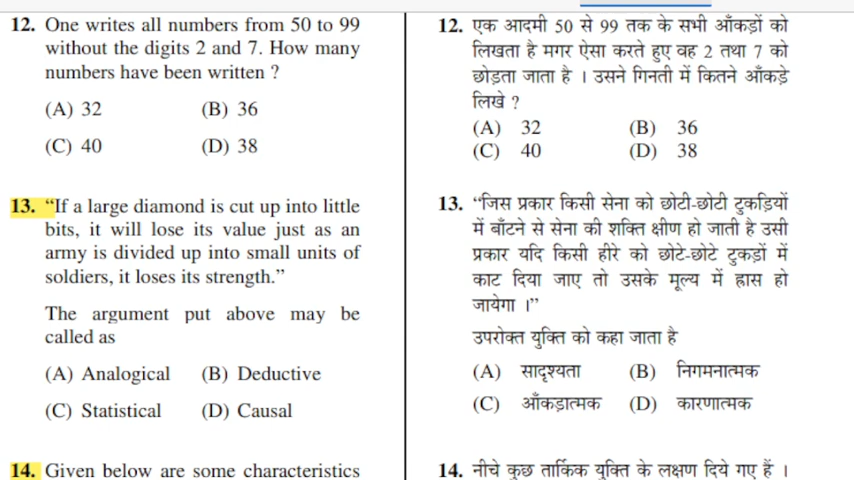 12. One writes all numbers from 50 to 99
without the digits 2 and 7. How many
numbers have been written ?
(A) 32 (B) 36
(C) 40 (D) 38
13. “If a large diamond is cut up into little
bits, it will lose its value just as an
army is divided up into small units of
soldiers, it loses its strength.”
The argument put above may be
called as
(A) Analogical (B) Deductive
(C) Statistical (D) Causal
14. Given below are some characteristics
12. एक आदमी 50 से 99 तक के सभी आँकड़ों को
लिखता है मगर ऐसा करते हुए वह 2 तथा 7 को
छोड़ता जाता है । उसने गिनती में कितने आँकड़े
लिखे ?
(A) 32 (B) 36
(C) 40 (D) 38
13. “जिस प्रकार किसी सेना को छोटी-छोटी टुकड़ियों
में बाँटने से सेना की शक्ति क्षीण हो जाती है उसी
प्रकार यदि किसी हीरे को छोटे-छोटे टुकड़ों में
काट दिया जाए तो उसके मूल्य में ह्रास हो
जायेगा ।”
उपरोक्त युक्ति को कहा जाता है
(A) सादृश्यता (B) निगमनात्मक
(C) आँकड़ात्मक (D) कारणात्मक
14. नीचे कुछ तार्किक युक्ति के लक्षण दिये गए हैं ।